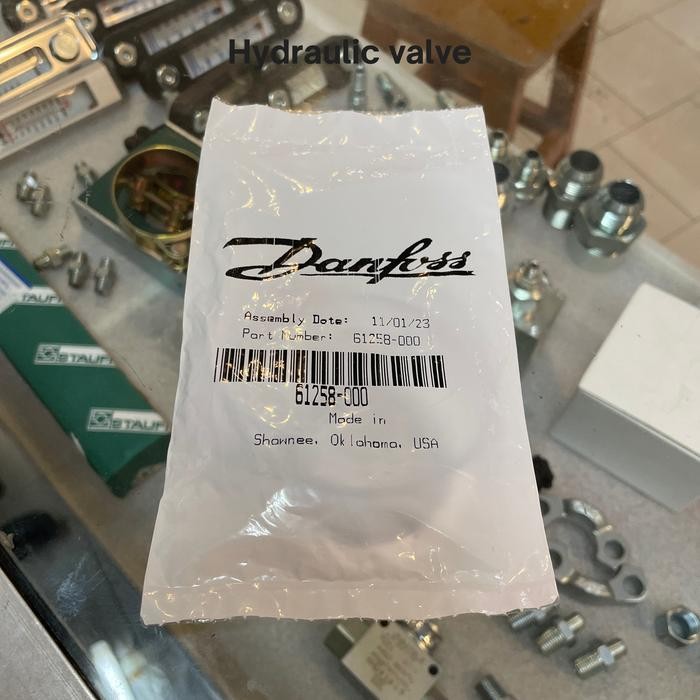 Hydraulic valve
Danfoss
Assembly Date: 11/01/23
Part Number: 61258-000
61258-000
Made in
Shawnee, Oklahoma, USA
STAUFF
STAUFF